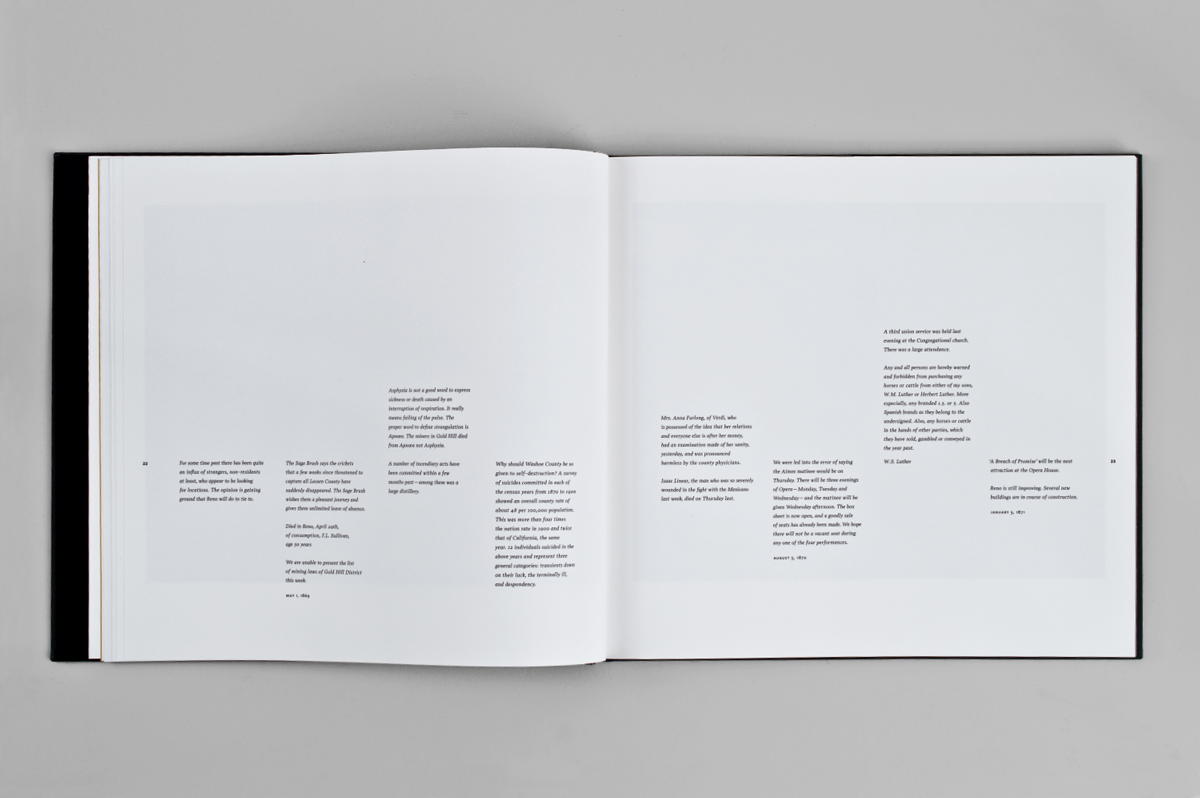 22
For some time past there has been quite
an influx of strangers, non-residents
at least, who appear to be looking
for locations. The opinion is gaining
ground that Reno will do to tie to.
The Sage Brush says the crickets
that a few weeks since threatened to
capture all Lassen County have
suddenly disappeared. The Sage Brush
wishes them a pleasant journey and
gives them unlimited leave of absence.
Died in Reno, April 29th,
of consumption, F.L. Sullivan,
age 30 years
We are unable to present the list
of mining laws of Gold Hill District
this week.
MAY 1, 1869
Asphyxia is not a good word to express
sickness or death caused by an
interruption of respiration. It really
means failing of the pulse. The
proper word to define strangulation is
Apnoea. The miners in Gold Hill died
from Apnoea not Asphyxia.
A number of incendiary acts have
been committed within a few
months past—among them was a
large distillery.
Why should Washoe County be so
given to self-destruction? A survey
of suicides committed in each of
the census years from 1870 to 1920
showed an overall county rate of
about 48 per 100,000 population.
This was more than four times
the nation rate in 1900 and twice
that of California, the same
year. 22 individuals suicided in the
above years and represent three
general categories: transients down
on their luck, the terminally ill,
and despondency.
Mrs. Anna Furlong, of Verdi, who
is possessed of the idea that her relations
and everyone else is after her money,
had an examination made of her sanity,
yesterday, and was pronounced
harmless by the county physicians.
Isaac Linear, the man who was so severely
wounded in the fight with the Mexicans
last week, died on Thursday last.
We were led into the error of saying
the Aimee matinee would be on
Thursday. There will be three evenings
of Opera—Monday, Tuesday and
Wednesday—and the matinee will be
given Wednesday afternoon. The box
sheet is now open, and a goodly sale
of seats has already been made. We hope
there will not be a vacant seat during
any one of the four performances.
AUGUST 3, 1870
A third union service was held last
evening at the Congregational church.
There was a large attendance.
Any and all persons are hereby warned
and forbidden from purchasing any
horses or cattle from either of my sons,
W.M. Luther or Herbert Luther. More
especially, any branded 1.5. or 5. Also
Spanish brands as they belong to the
undersigned. Also, any horses or cattle
in the hands of other parties, which
they have sold, gambled or conveyed in
the year past.
W.S. Luther
'A Breach of Promise' will be the next
attraction at the Opera House.
Reno is still improving. Several new
buildings are in course of construction.
JANUARY 5, 1871
23